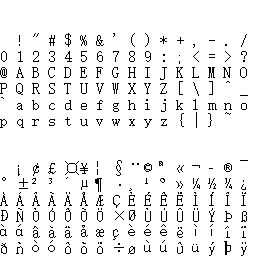 ! " # $ % & ' ( ) * + , - . /
0 1 2 3 4 5 6 7 8 9 : ; < = > ?
@ A B C D E F G H I J K L M N O
P Q R S T U V W X Y Z [ \ ] ^ _
` a b c d e f g h i j k l m n o
p q r s t u v w x y z { | } ~
¡ ¢ £ ¤ ¥ ¦ § ¨ © ª « ¬ - ® ¯
° ± ² ³ ´ µ ¶ · ¸ ¹ º » ¼ ½ ¾ ¿
À Á Â Ã Ä Å Æ Ç È É Ê Ë Ì Í Î Ï
Ð Ñ Ò Ó Ô Õ Ö × Ø Ù Ú Û Ü Ý Þ ß
à á â ã ä å æ ç è é ê ë ì í î ï
ð ñ ò ó ô õ ö ÷ ø ù ú û ü ý þ ÿ